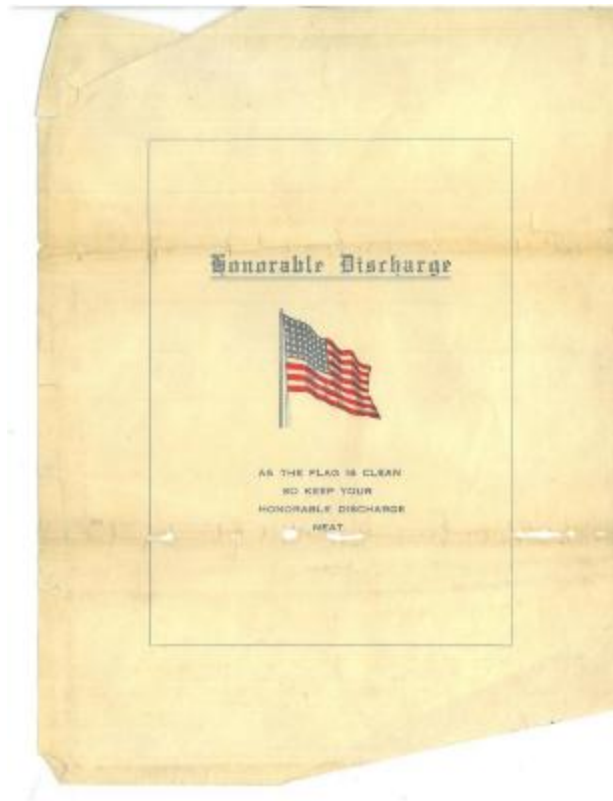 Honorable Discharge
AS THE FLAG IS CLEAN
SO KEEP YOUR
HONORABLE DISCHARGE
NEAT